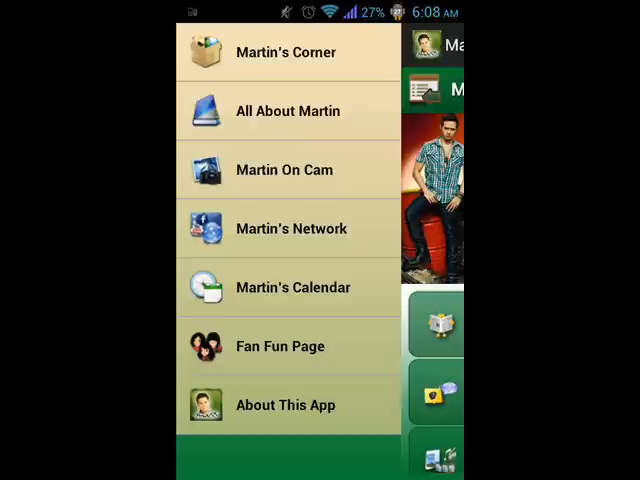 27% 27 6:08 AM
Martin's Corner
All About Martin
Martin On Cam
Martin's Network
Martin's Calendar
Fan Fun Page
About This App
Ma
M